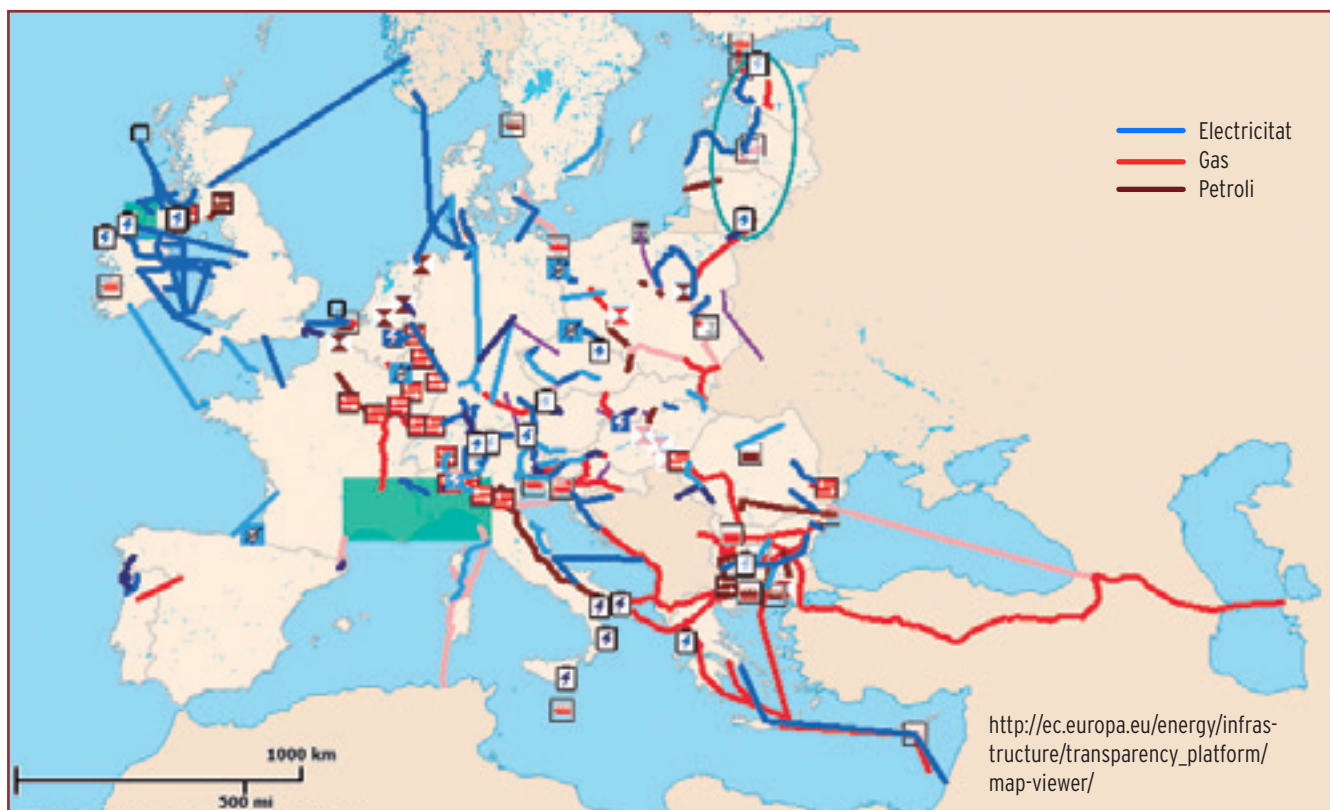 Electricitat
Gas
Petroli
http://ec.europa.eu/energy/infras-
tructure/transparency_platform/
map-viewer/
1000 km
500 mi